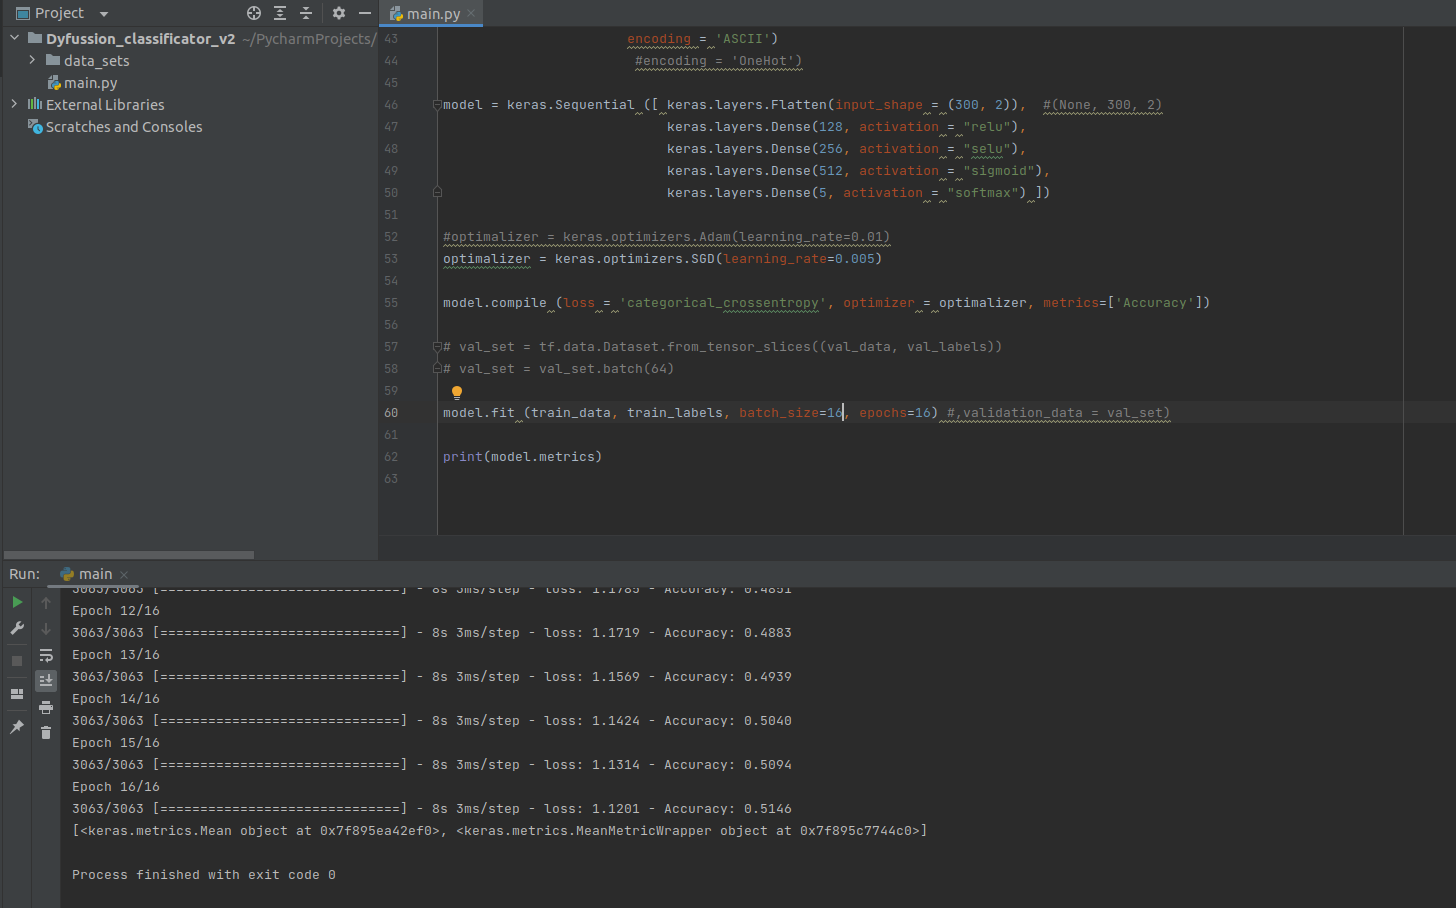 Project
main.py
Dyfussion_classificator_v2 ~/PycharmProjects/
data_sets
main.py
External Libraries
Scratches and Consoles
43 encoding = 'ASCII')
44 #encoding = 'OneHot')
45
46 model = keras.Sequential ([ keras.layers.Flatten(input_shape = (300, 2)), #(None, 300, 2)
47 keras.layers.Dense(128, activation = "relu"),
48 keras.layers.Dense(256, activation = "selu"),
49 keras.layers.Dense(512, activation = "sigmoid"),
50 keras.layers.Dense(5, activation = "softmax") ])
51
52 #optimalizer = keras.optimizers.Adam(learning_rate=0.01)
53 optimalizer = keras.optimizers.SGD(learning_rate=0.005)
54
55 model.compile (loss = 'categorical_crossentropy', optimizer = optimalizer, metrics=['Accuracy'])
56
57 # val_set = tf.data.Dataset.from_tensor_slices((val_data, val_labels))
58 # val_set = val_set.batch(64)
59
60 model.fit (train_data, train_labels, batch_size=16, epochs=16) #,validation_data = val_set)
61
62 print(model.metrics)
63
Run: main
3063/3063 [==============================] - 8s 3ms/step - loss: 1.1785 - Accuracy: 0.4851
Epoch 12/16
3063/3063 [==============================] - 8s 3ms/step - loss: 1.1719 - Accuracy: 0.4883
Epoch 13/16
3063/3063 [==============================] - 8s 3ms/step - loss: 1.1569 - Accuracy: 0.4939
Epoch 14/16
3063/3063 [==============================] - 8s 3ms/step - loss: 1.1424 - Accuracy: 0.5040
Epoch 15/16
3063/3063 [==============================] - 8s 3ms/step - loss: 1.1314 - Accuracy: 0.5094
Epoch 16/16
3063/3063 [==============================] - 8s 3ms/step - loss: 1.1201 - Accuracy: 0.5146
[<keras.metrics.Mean object at 0x7f895ea42ef0>, <keras.metrics.MeanMetricWrapper object at 0x7f895c7744c0>]
Process finished with exit code 0